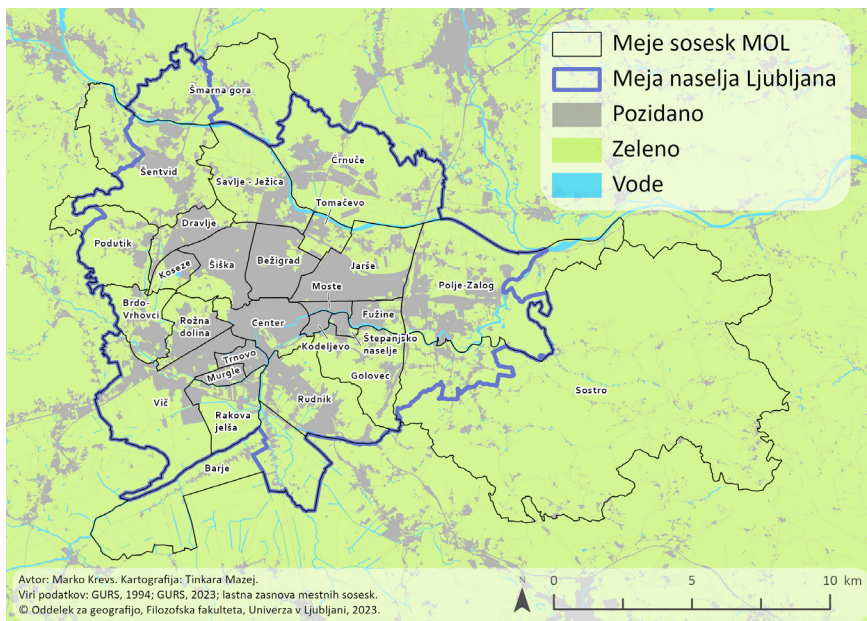 Meje sosesk MOL
Meja naselja Ljubljana
Pozidano
Zeleno
Vode
Šmarna gora
Črnuče
Šentvid
Savlje - Ježica
Tomačevo
Dravlje
Podutik
Koseze
Šiška
Bežigrad
Jarše
Moste
Polje-Zalog
Brdo-
Vrhovci
Rožna
dolina
Center
Fužine
Kodeljevo
Štepanjsko
naselje
Trnovo
Murgle
Golovec
Sostro
Vič
Rudnik
Rakova
jelša
Barje
Avtor: Marko Krevs. Kartografija: Tinkara Mazej.
Viri podatkov: GURS, 1994; GURS, 2023; lastna zasnova mestnih sosesk.
© Oddelek za geografijo, Filozofska fakulteta, Univerza v Ljubljani, 2023.
N
0 5 10 km